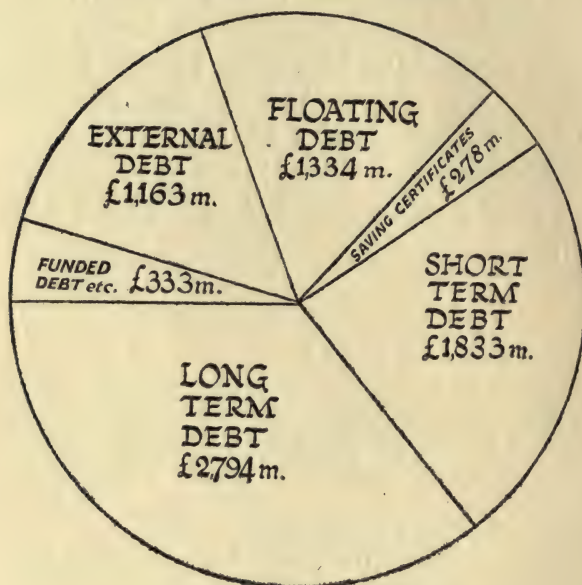 FLOATING
DEBT
£1,334 m.
SAVING CERTIFICATES
£278 m.
SHORT
TERM
DEBT
£1,833 m.
LONG
TERM
DEBT
£2,794 m.
FUNDED
DEBT etc. £333 m.
EXTERNAL
DEBT
£1,163 m.